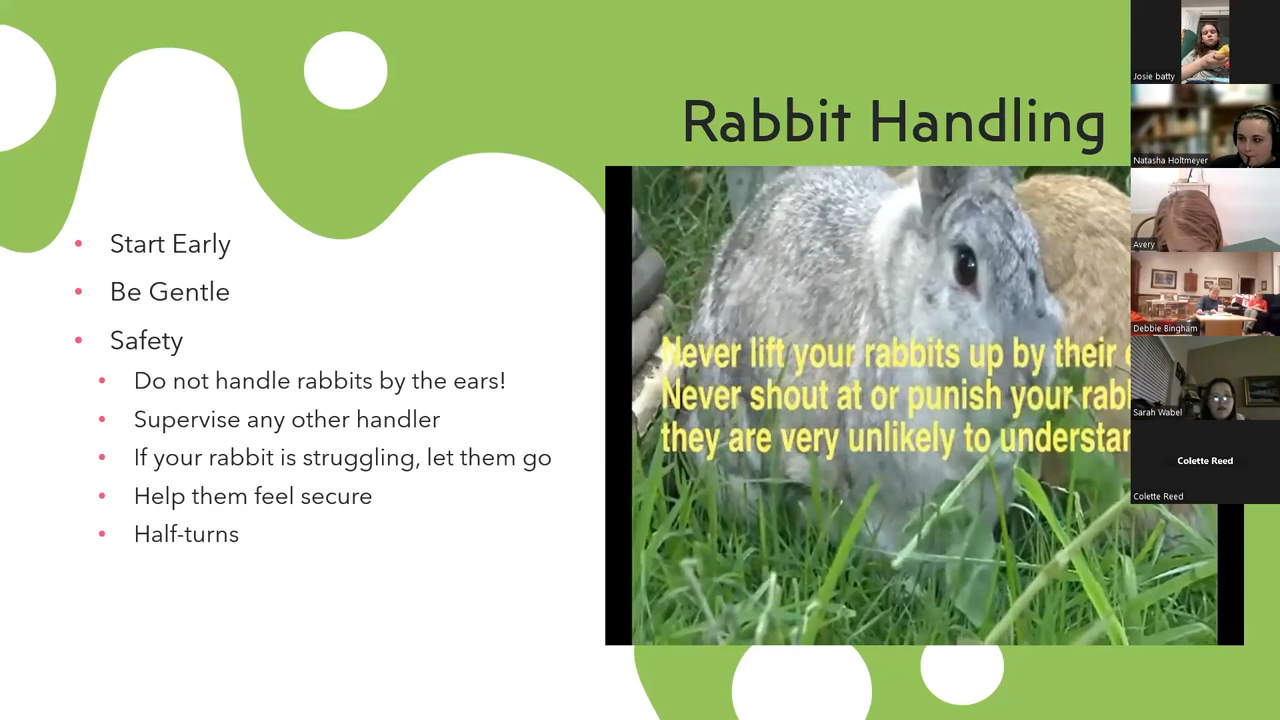 Rabbit Handling
Start Early
Be Gentle
Safety
Do not handle rabbits by the ears!
Supervise any other handler
If your rabbit is struggling, let them go
Help them feel secure
Half-turns
Never lift your rabbits up by their
Never shout at or punish your
they are very unlikely to
Josie batty
Natasha Holtmeyer
Avery
Debbie Bingham
Sarah Wabel
Colette Reed
Colette Reed